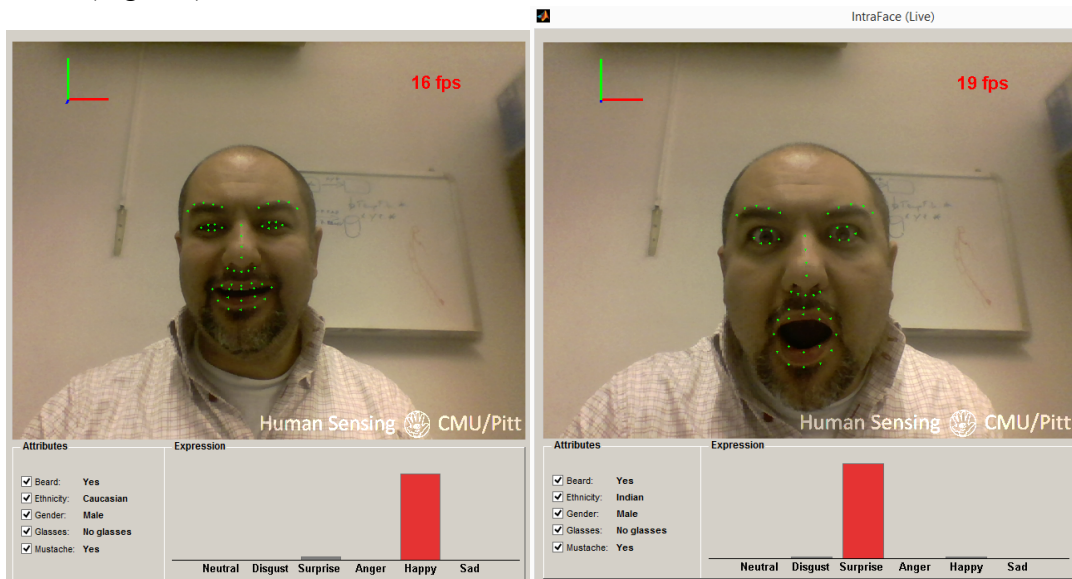 IntraFace (Live)
16 fps
19 fps
Human Sensing CMU/Pitt
Human Sensing CMU/Pitt
Attributes
Beard: Yes
Ethnicity: Caucasian
Gender: Male
Glasses: No glasses
Mustache: Yes
Expression
Neutral Disgust Surprise Anger Happy Sad
Attributes
Beard: Yes
Ethnicity: Indian
Gender: Male
Glasses: No glasses
Mustache: Yes
Expression
Neutral Disgust Surprise Anger Happy Sad